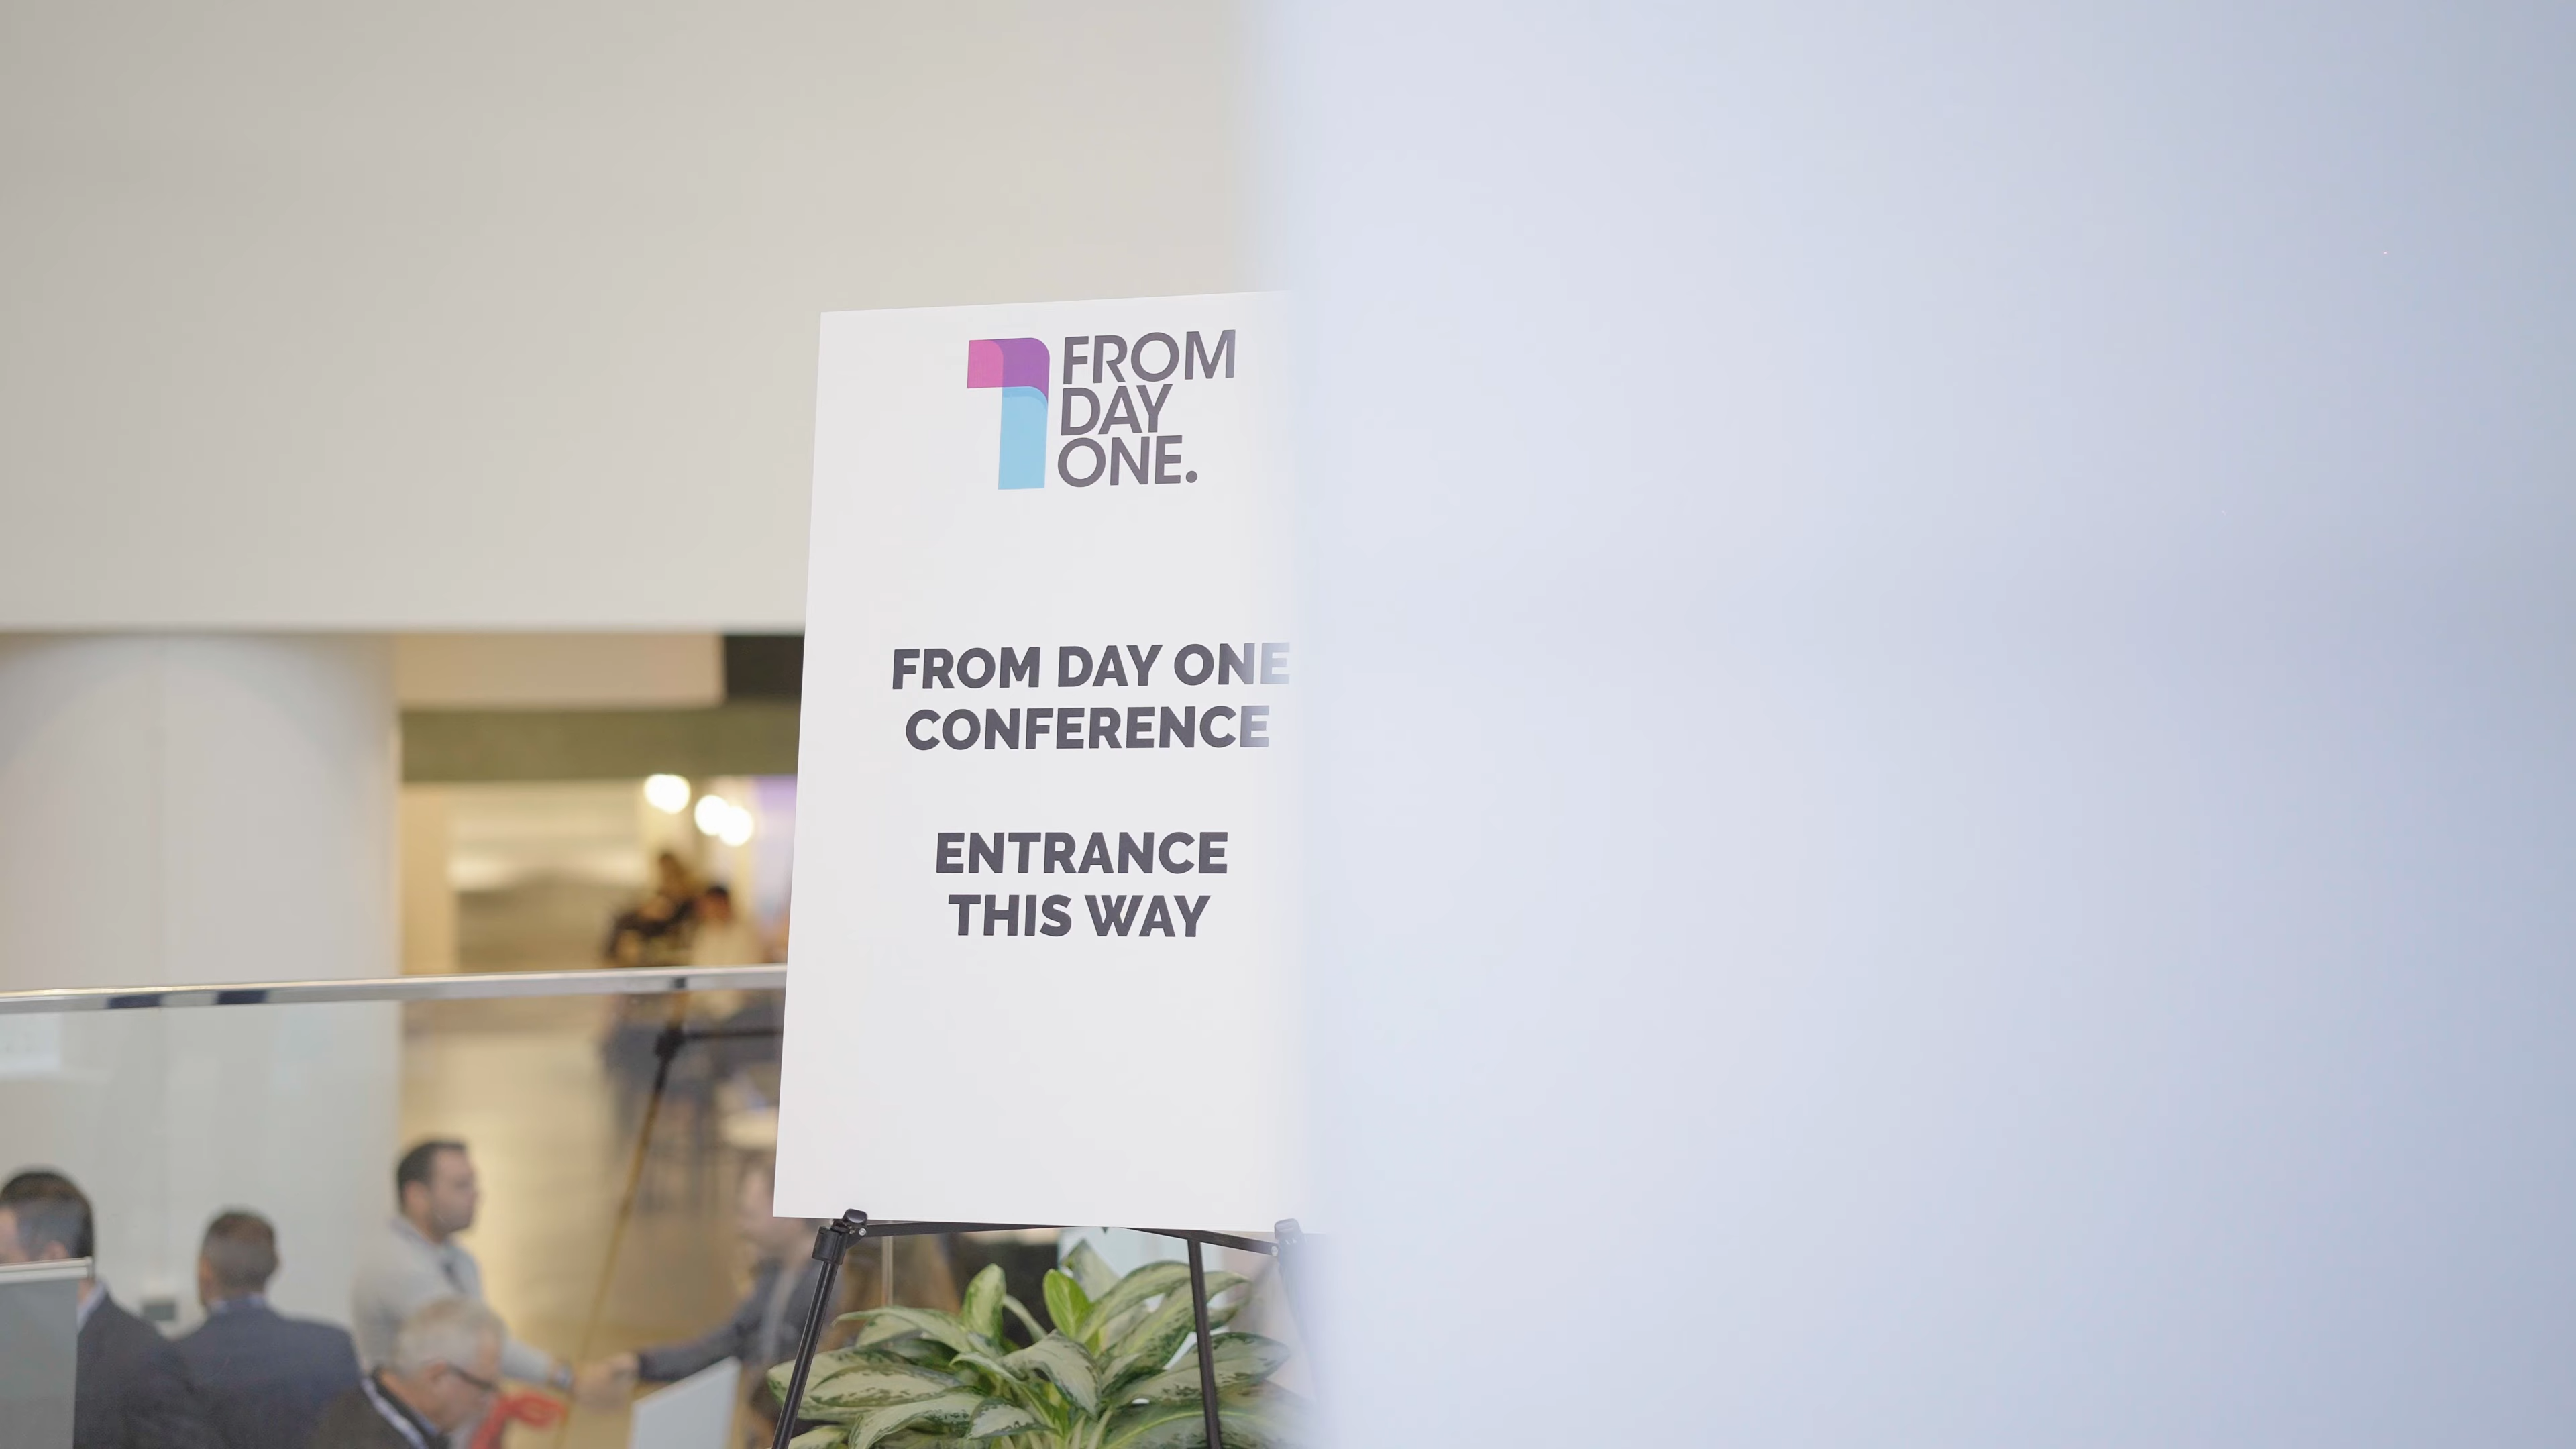 FROM
DAY
ONE.
FROM DAY ONE
CONFERENCE
ENTRANCE
THIS WAY